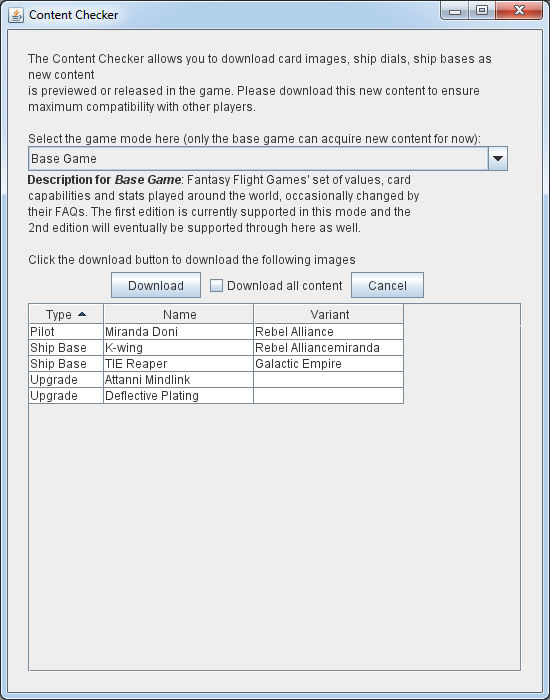 Content Checker
The Content Checker allows you to download card images, ship dials, ship bases as
new content
is previewed or released in the game. Please download this new content to ensure
maximum compatibility with other players.
Select the game mode here (only the base game can acquire new content for now):
Base Game
Description for Base Game: Fantasy Flight Games' set of values, card
capabilities and stats played around the world, occasionally changed by
their FAQs. The first edition is currently supported in this mode and the
2nd edition will eventually be supported through here as well.
Click the download button to download the following images
Download Download all content Cancel
Type Name Variant
Pilot Miranda Doni Rebel Alliance
Ship Base K-wing Rebel Alliancemiranda
Ship Base TIE Reaper Galactic Empire
Upgrade Attanni Mindlink
Upgrade Deflective Plating